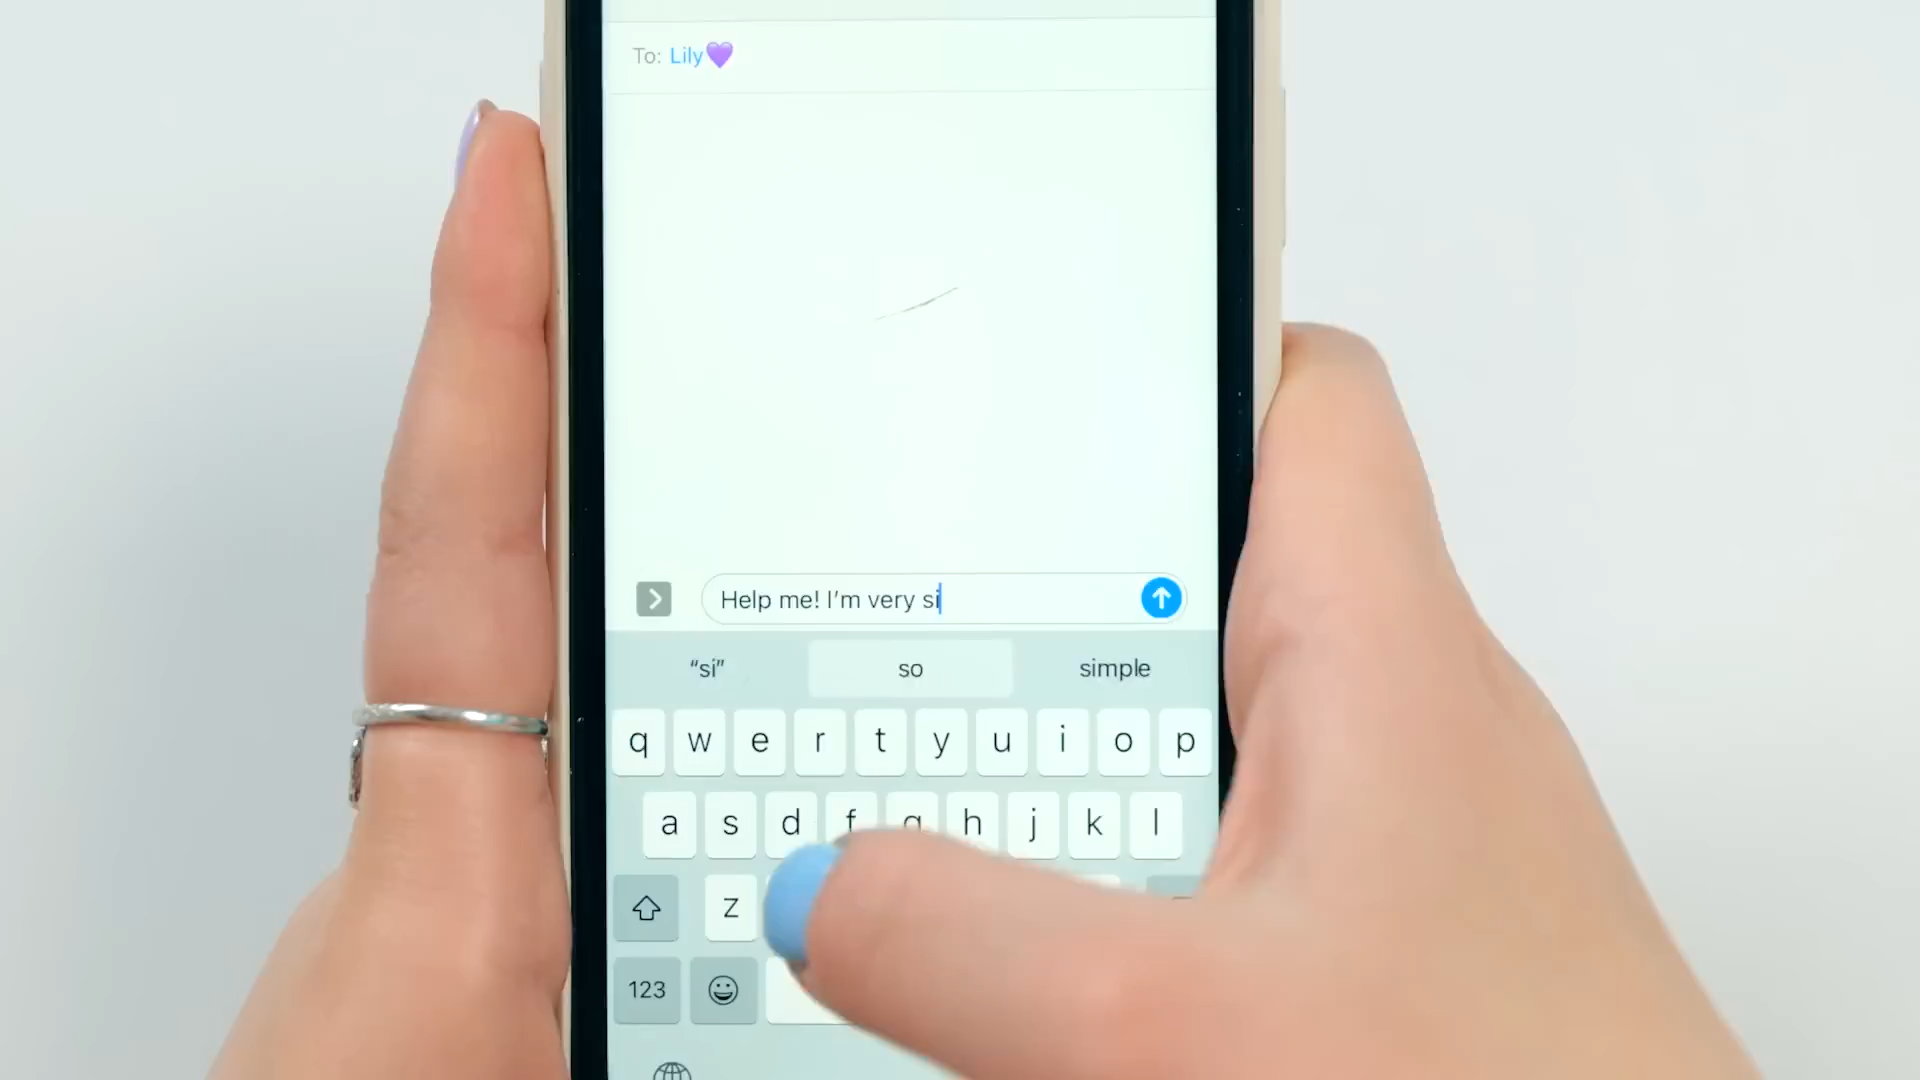 To: Lily💜
Help me! I’m very si
“si” so simple
q w e r t y u i o p
a s d f g h j k l
z
123